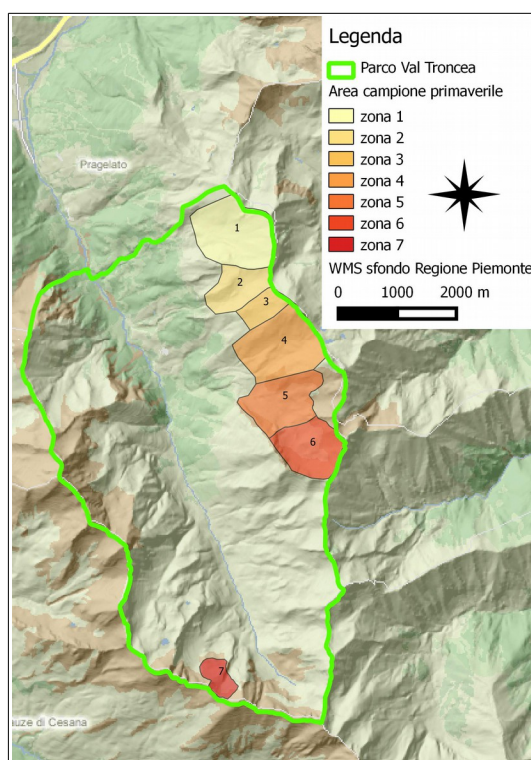 Legenda
Parco Val Troncea
Area campione primaverile
zona 1
zona 2
zona 3
zona 4
zona 5
zona 6
zona 7
WMS sfondo Regione Piemonte
0 1000 2000 m
Pragelato
1
2
3
4
5
6
7
auze di Cesana